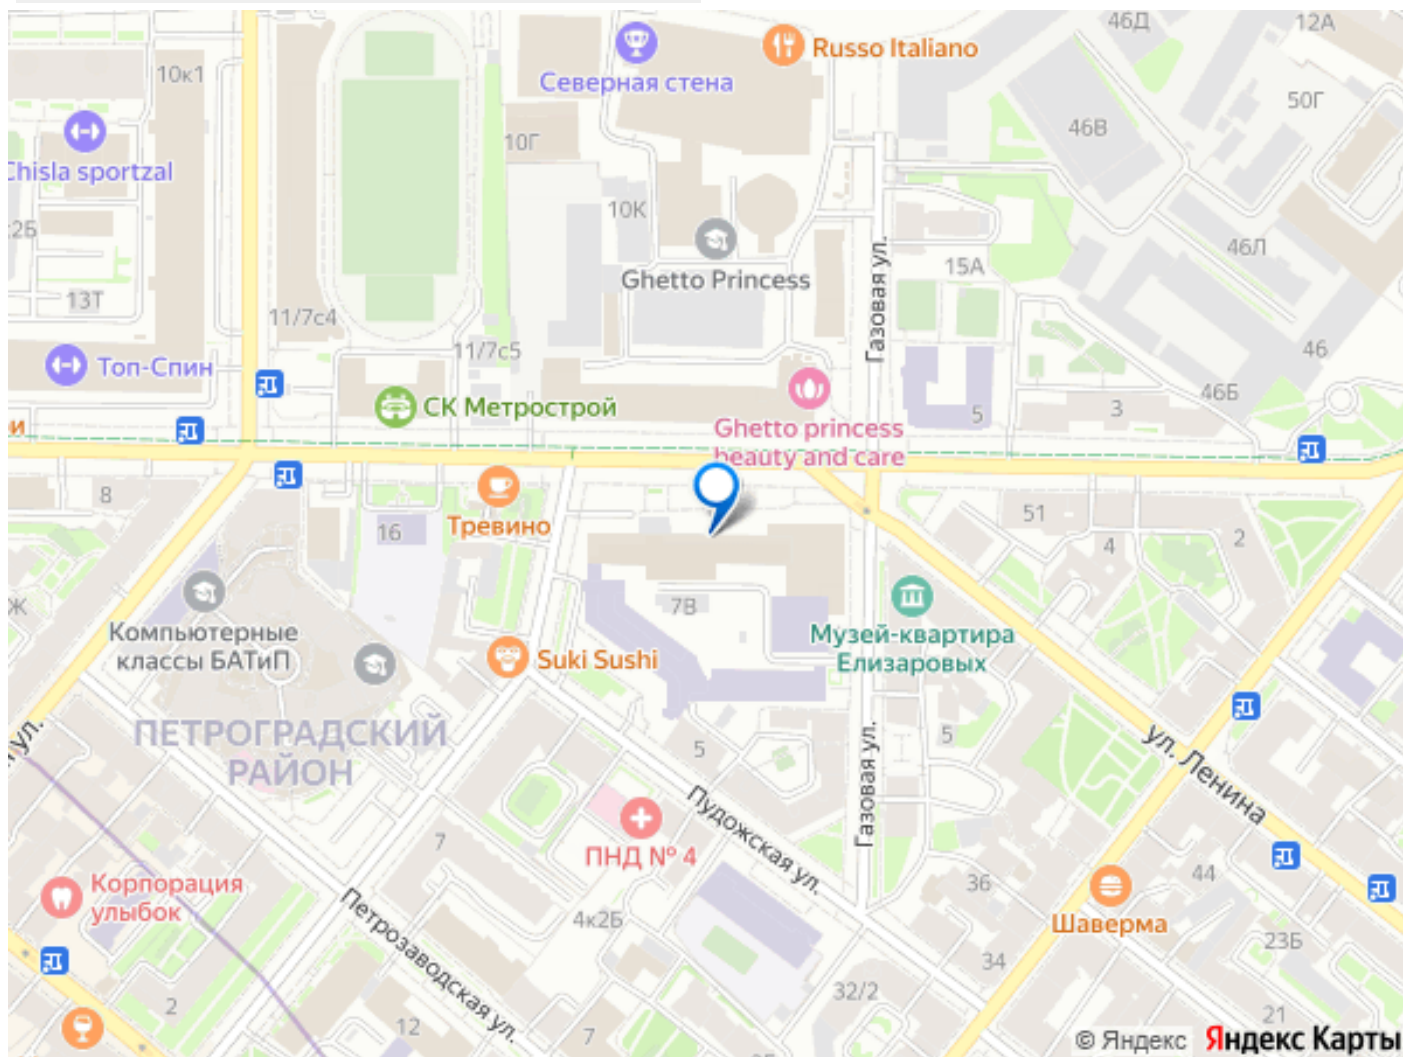 46Д
12А
Russo Italiano
Северная стена
10к1
50Г
46В
10Г
Chisla sportzal
10К
к2Б
46Л
Газовая ул.
15А
Ghetto Princess
13Т
11/7с4
46
11/7с5
Топ-Спин
46Б
СК Метрострой
3
5
Ghetto princess
beauty and care
и
8
51
Тревино
16
2
4
Ж
7В
Компьютерные
классы БАТиП
Музей-квартира
Елизаровых
Suki Sushi
ПЕТРОГРАДСКИЙ
РАЙОН
ул.
5
5
ул. Ленина
Газовая ул.
Пудожская ул.
7
ПНД № 4
Корпорация
улыбок
36
44
Шаверма
4к2Б
23Б
Петрозаводская ул.
34
32/2
2
12
7
21
© Яндекс Яндекс Карты